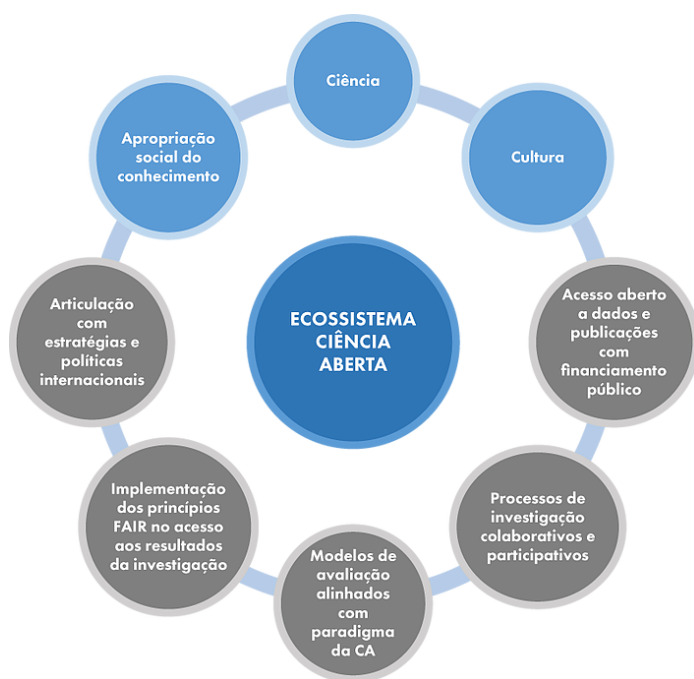 Ciência
Cultura
Acesso aberto
a dados e
publicações
com
financiamento
público
Processos de
investigação
colaborativos e
participativos
Modelos de
avaliação
alinhados
com
paradigma
da CA
Implementação
dos princípios
FAIR no acesso
aos resultados
da investigação
Articulação
com
estratégias e
políticas
internacionais
Apropriação
social do
conhecimento
ECOSSISTEMA
CIÊNCIA
ABERTA